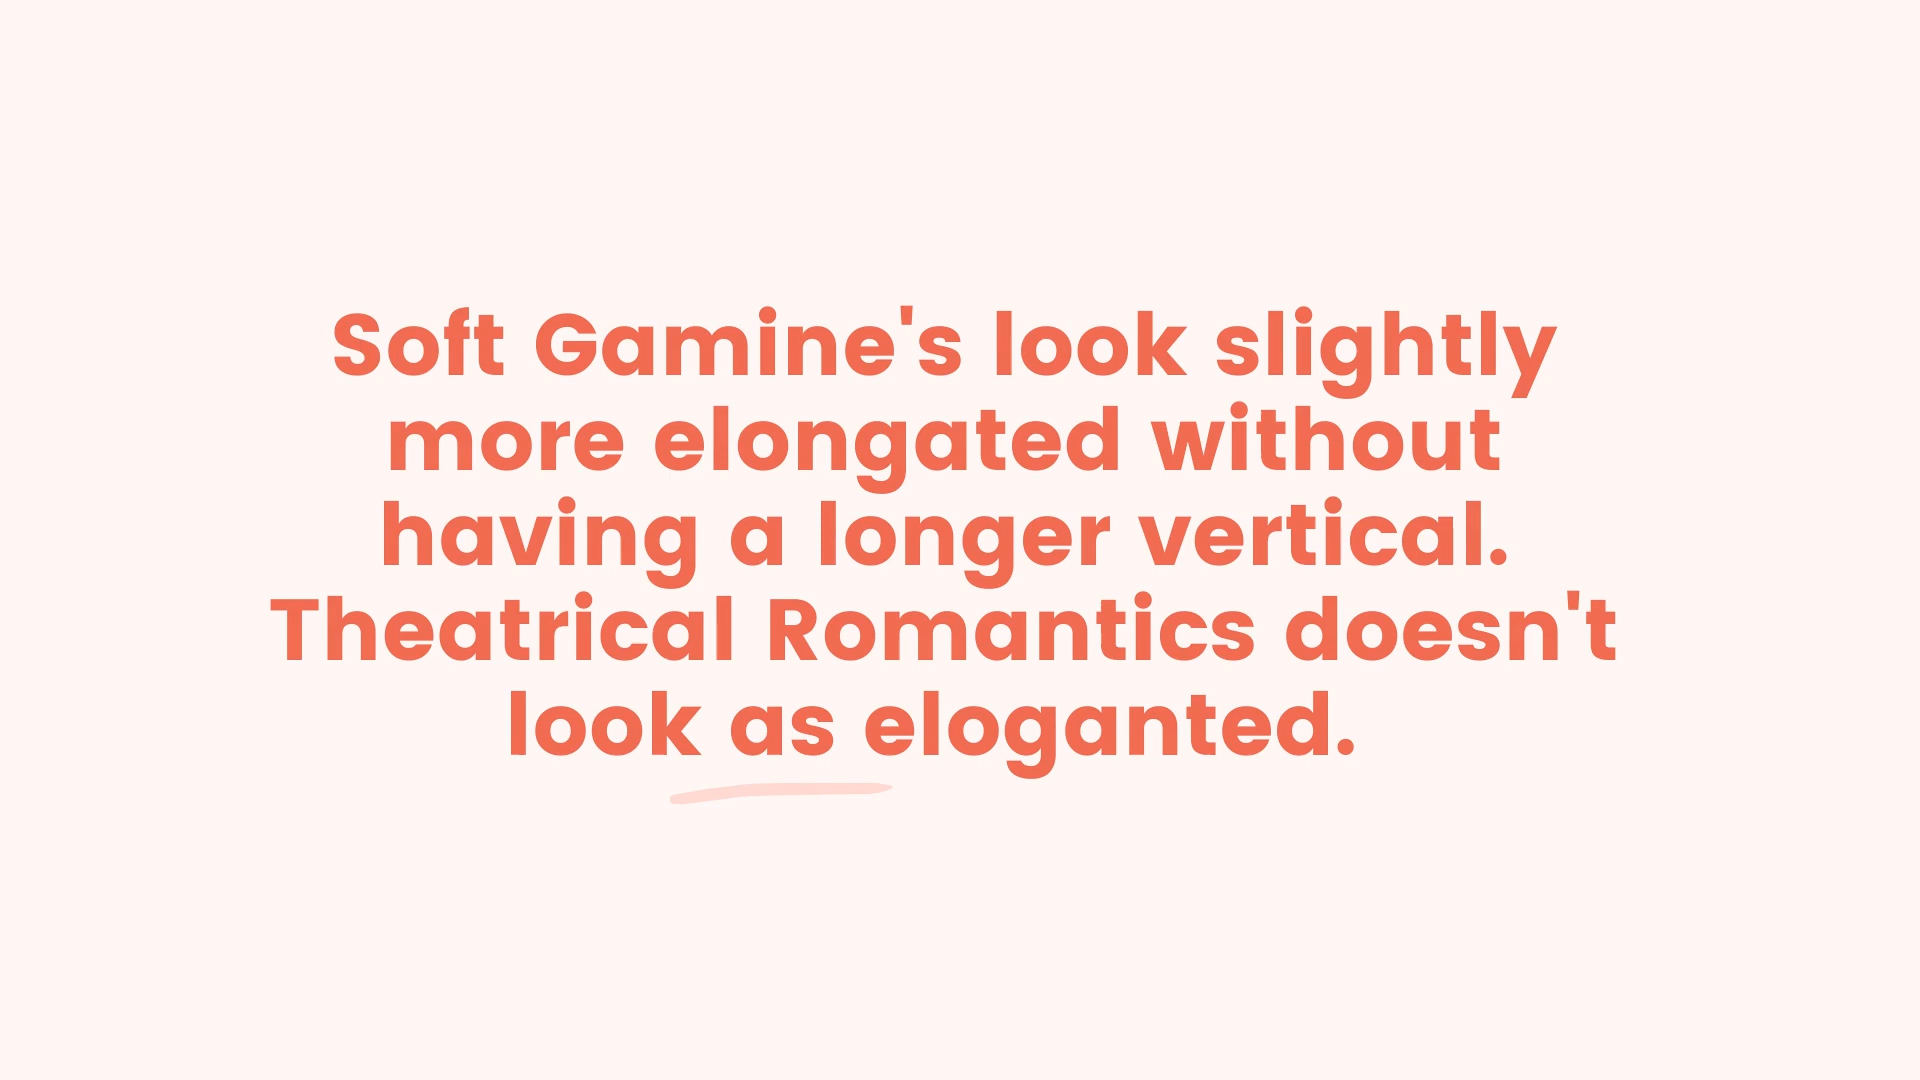 Soft Gamine's look slightly
more elongated without
having a longer vertical.
Theatrical Romantics doesn't
look as eloganted.